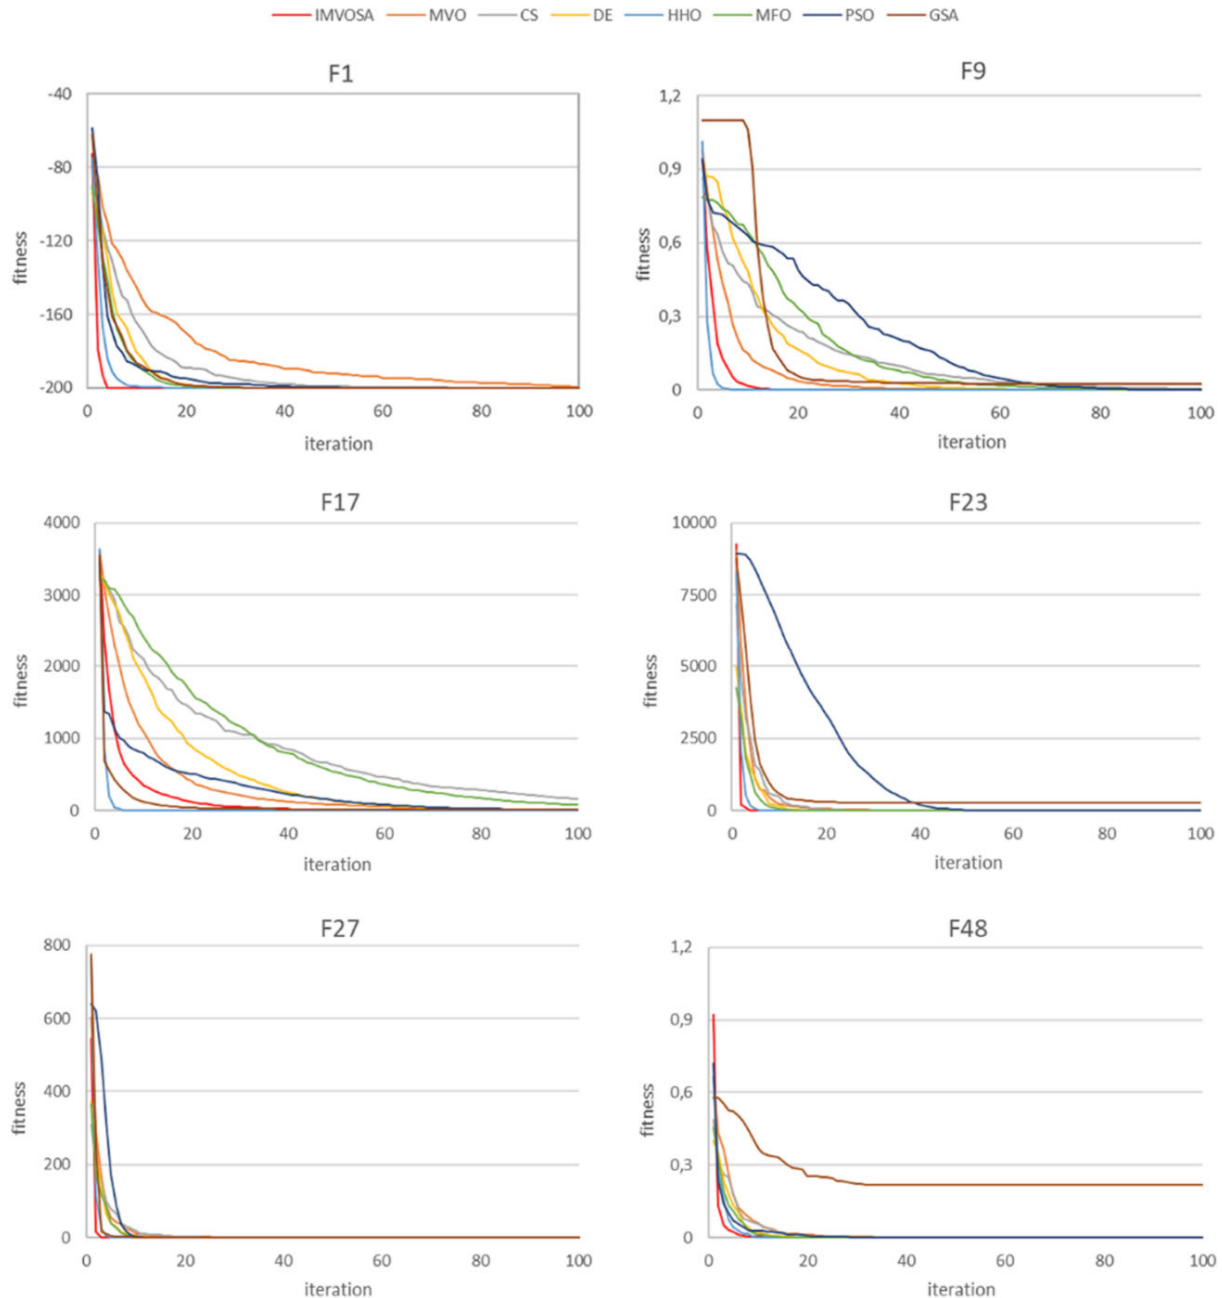 IMVOSA MVO CS DE HHO MFO PSO GSA
F1
-40
-80
-120
-160
-200
fitness
0 20 40 60 80 100
iteration
F9
1,2
0,9
0,6
0,3
0
fitness
0 20 40 60 80 100
iteration
F17
4000
3000
2000
1000
0
fitness
0 20 40 60 80 100
iteration
F23
10000
7500
5000
2500
0
fitness
0 20 40 60 80 100
iteration
F27
800
600
400
200
0
fitness
0 20 40 60 80 100
iteration
F48
1,2
0,9
0,6
0,3
0
fitness
0 20 40 60 80 100
iteration